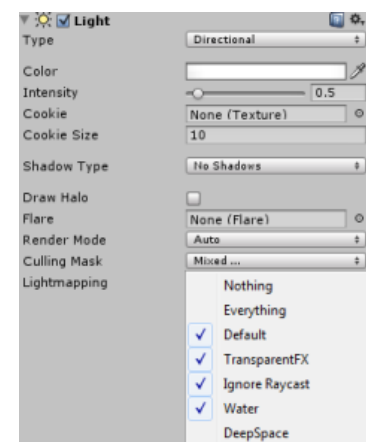 Light
Type Directional
Color
Intensity 0.5
Cookie None (Texture)
Cookie Size 10
Shadow Type No Shadows
Draw Halo
Flare None (Flare)
Render Mode Auto
Culling Mask Mixed ...
Lightmapping
Nothing
Everything
Default
TransparentFX
Ignore Raycast
Water
DeepSpace